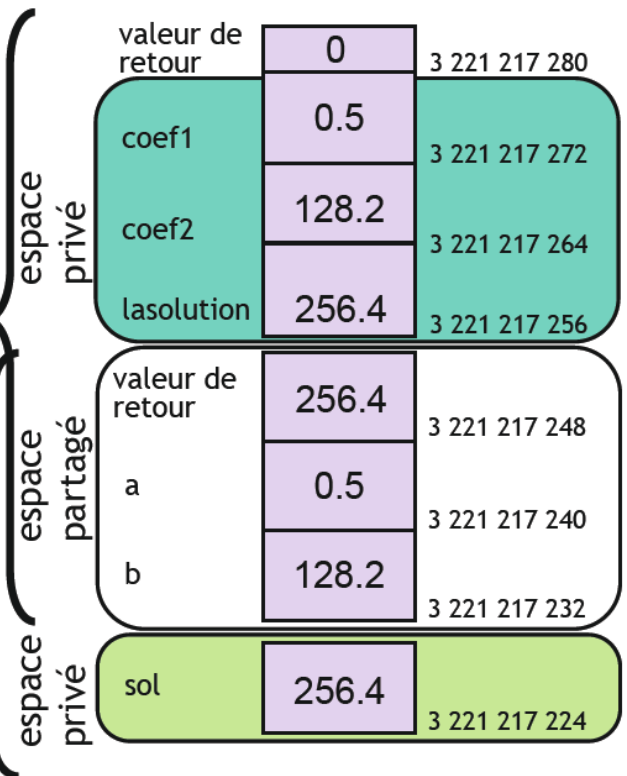 valeur de
retour
0
3 221 217 280
espace
privé
coef1
0.5
3 221 217 272
coef2
128.2
3 221 217 264
lasolution
256.4
3 221 217 256
espace
partagé
valeur de
retour
256.4
3 221 217 248
a
0.5
3 221 217 240
b
128.2
3 221 217 232
espace
privé
sol
256.4
3 221 217 224